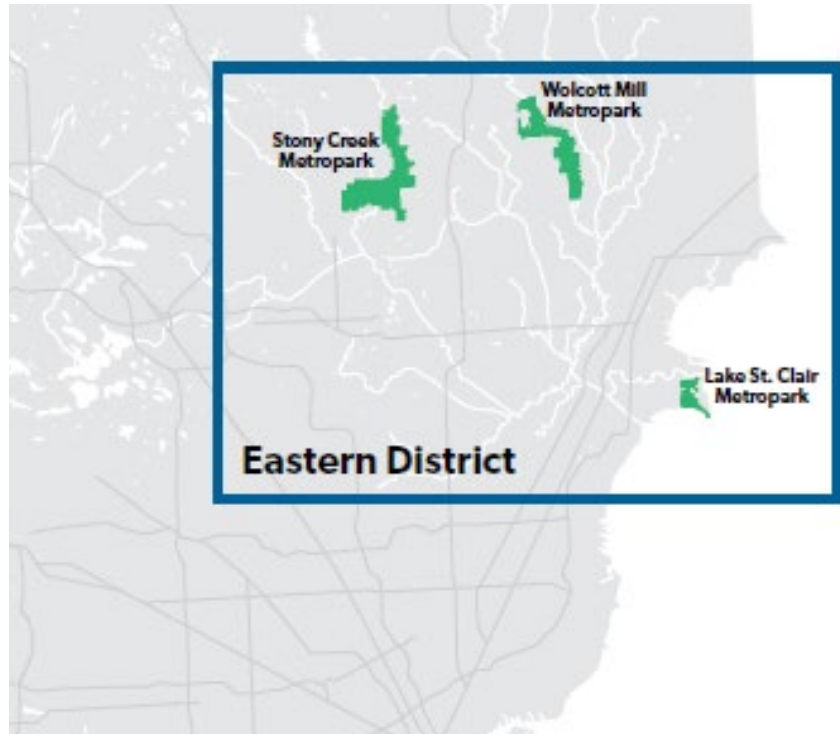 Wolcott Mill
Metropark
Stony Creek
Metropark
Lake St. Clair
Metropark
Eastern District